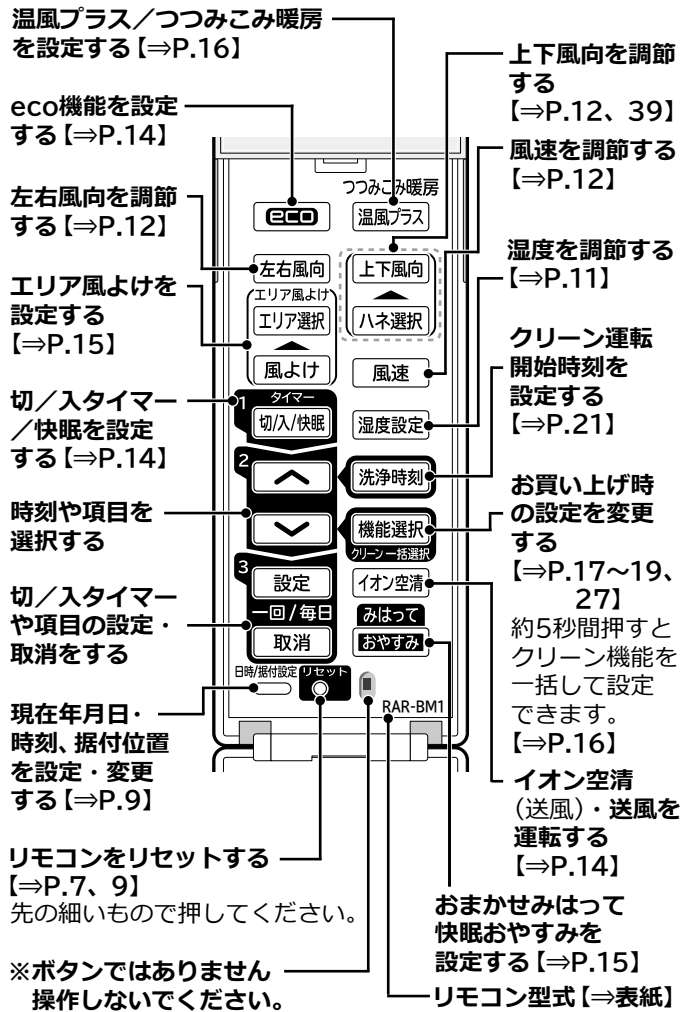 温風プラス／つつみこみ暖房
を設定する【⇒P.16】
eco機能を設定
する【⇒P.14】
左右風向を調節
する【⇒P.12】
エリア風よけを
設定する
【⇒P.15】
切／入タイマー
／快眠を設定
する【⇒P.14】
時刻や項目を
選択する
切／入タイマー
や項目の設定・
取消をする
現在年月日・
時刻、据付位置
を設定・変更
する【⇒P.9】
リモコンをリセットする
【⇒P.7、9】
先の細いもので押してください。
※ボタンではありません
操作しないでください。
つつみこみ暖房
eco
温風プラス
左右風向
上下風向
エリア風よけ
エリア選択
ハネ選択
風よけ
風速
1
タイマー
切/入/快眠
湿度設定
2
洗浄時刻
機能選択
クリーン一括選択
3
設定
イオン空清
一回/毎日
みはって
取消
おやすみ
日時/据付設定
リセット
RAR-BM1
上下風向を調節
する
【⇒P.12、39】
風速を調節する
【⇒P.12】
湿度を調節する
【⇒P.11】
クリーン運転
開始時刻を
設定する
【⇒P.21】
お買い上げ時
の設定を変更
する
【⇒P.17～19、
27】
約5秒間押すと
クリーン機能を
一括して設定
できます。
【⇒P.16】
イオン空清
（送風）・送風を
運転する
【⇒P.14】
おまかせみはって
快眠おやすみを
設定する【⇒P.15】
リモコン型式【⇒表紙】